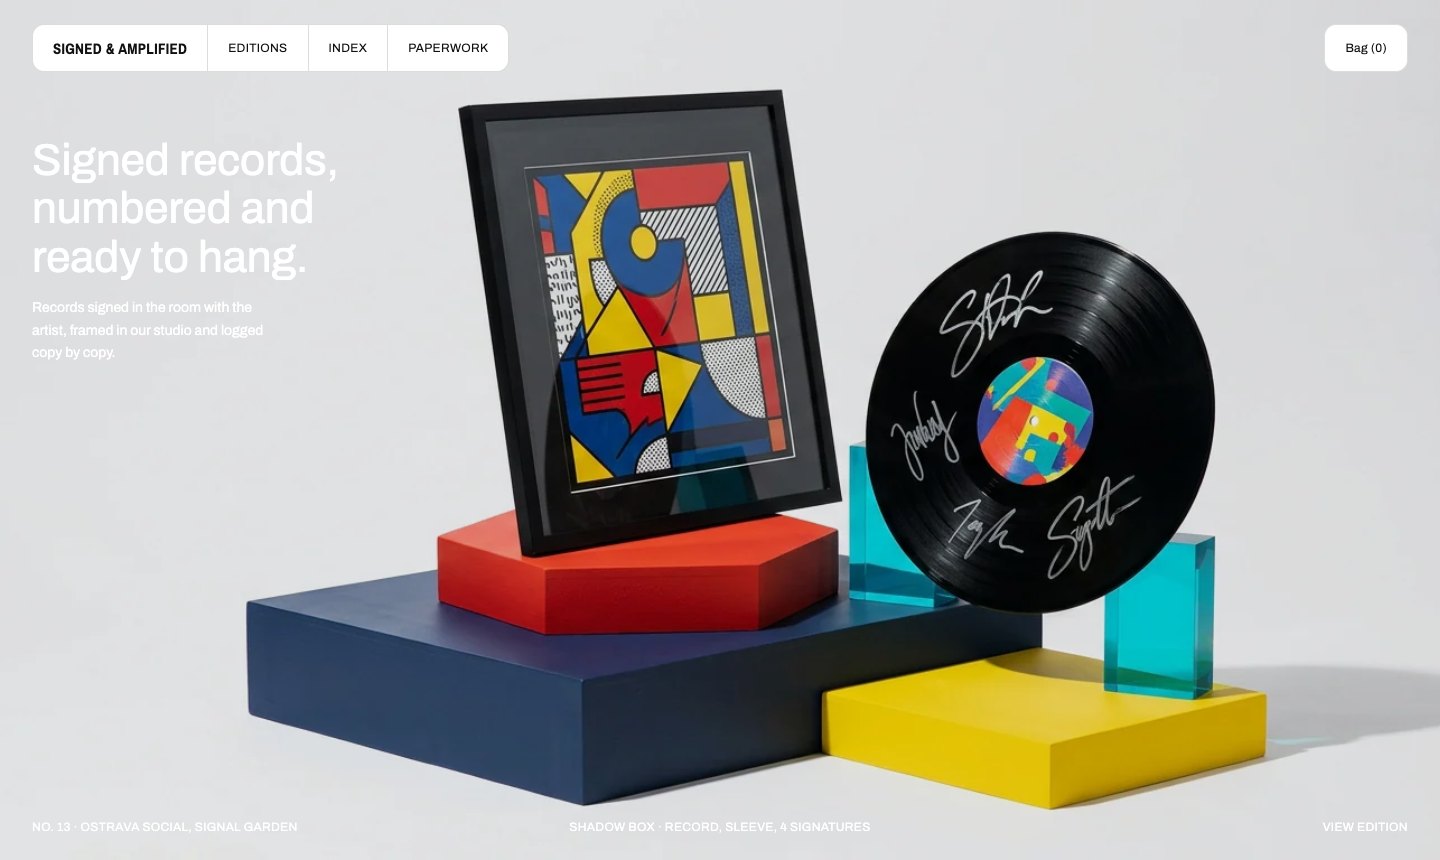 SIGNED & AMPLIFIED
EDITIONS
INDEX
PAPERWORK
Bag (0)
Signed records,
numbered and
ready to hang.
Records signed in the room with the
artist, framed in our studio and logged
copy by copy.
NO. 13 · OSTRAVA SOCIAL, SIGNAL GARDEN
SHADOW BOX · RECORD, SLEEVE, 4 SIGNATURES
VIEW EDITION